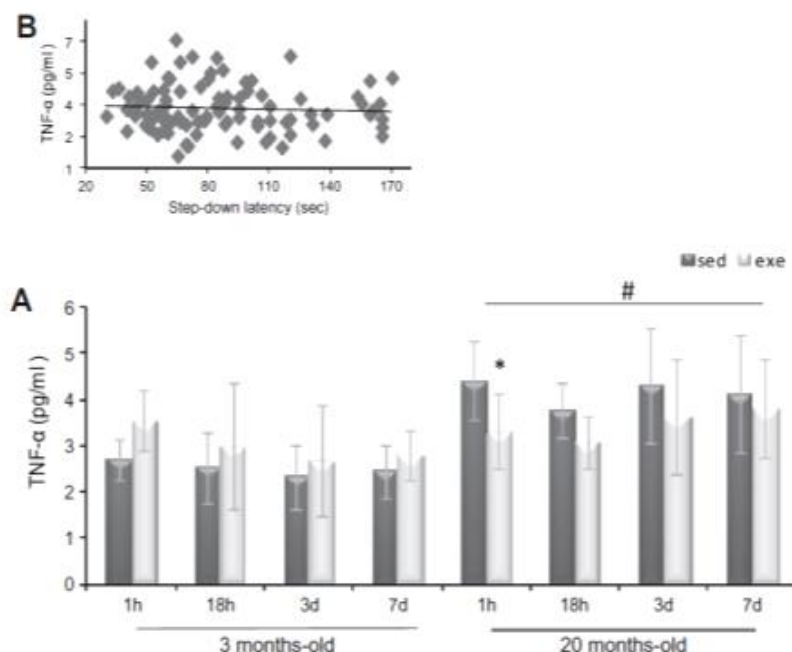 B
TNF-α (pg/ml)
7
5
4
2
1
20 50 80 110 140 170
Step-down latency (sec)
sed exe
A
#
TNF-α (pg/ml)
6
5
4
3
2
1
0
*
1h 18h 3d 7d 1h 18h 3d 7d
3 months-old 20 months-old